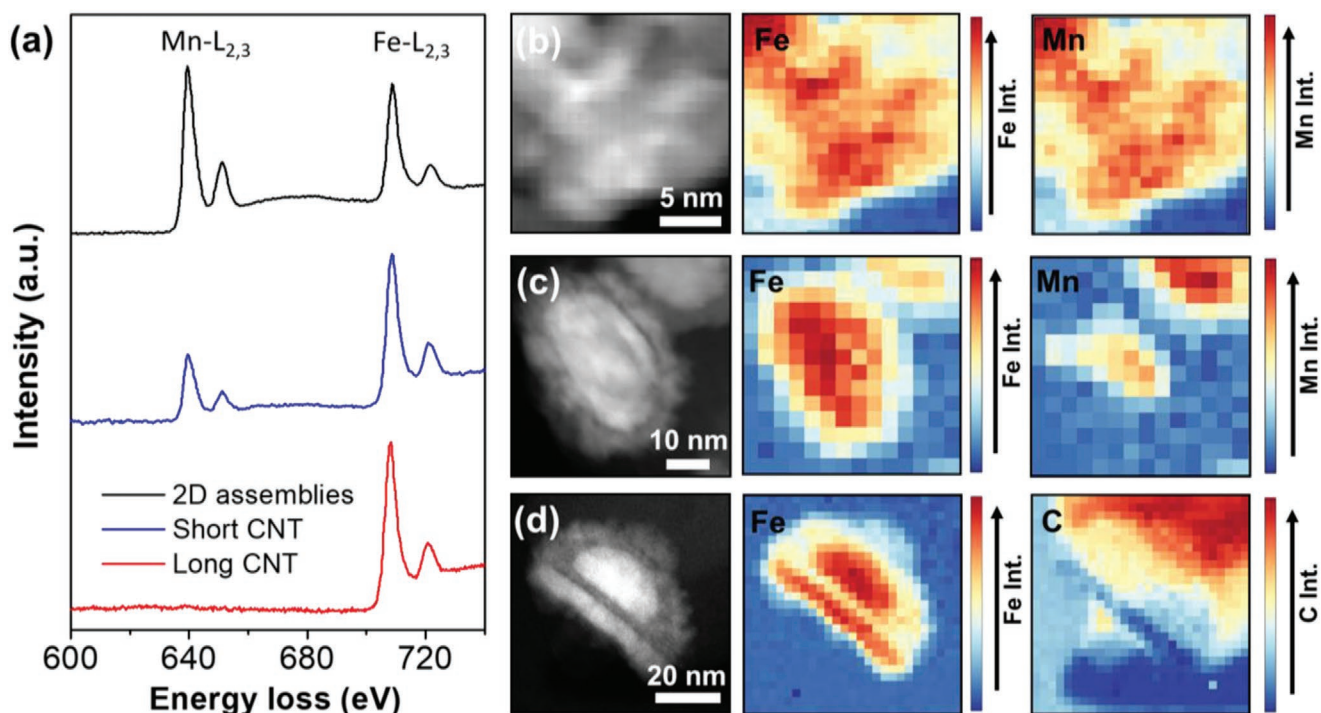 (a)
Mn-L2,3
Fe-L2,3
Intensity (a.u.)
2D assemblies
Short CNT
Long CNT
600
640
680
720
Energy loss (eV)
(b)
5 nm
Fe
Fe Int.
Mn
Mn Int.
(c)
10 nm
Fe
Fe Int.
Mn
Mn Int.
(d)
20 nm
Fe
Fe Int.
C
C Int.